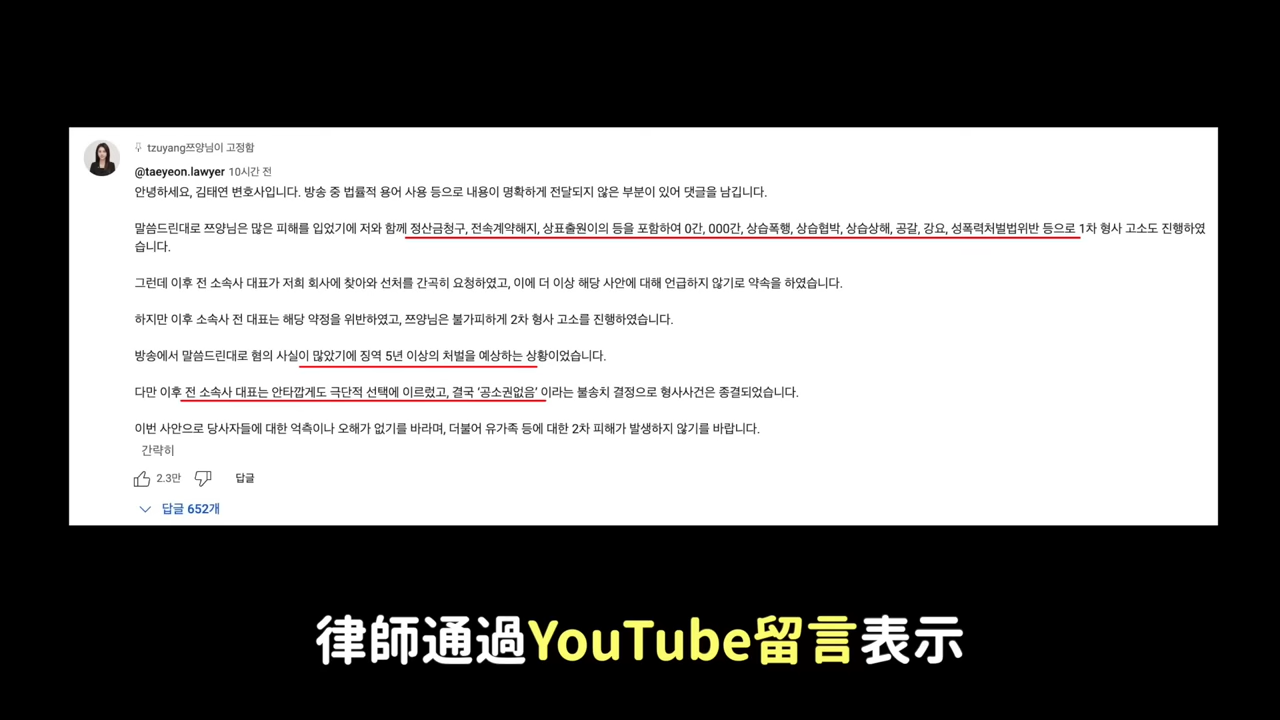 tzuyang쯔양님이 고정함
@taeyeon.lawyer 10시간 전
안녕하세요, 김태연 변호사입니다. 방송 중 법률적 용어 사용 등으로 내용이 명확하게 전달되지 않은 부분이 있어 댓글을 남깁니다.
말씀드린대로 쯔양님은 많은 피해를 입었기에 저와 함께 정산금청구, 전속계약해지, 상표출원이의 등을 포함하여 0간, 000간, 상습폭행, 상습협박, 상습상해, 공갈, 강요, 성폭력처벌법위반 등으로 1차 형사 고소도 진행하였
습니다.
그런데 이후 전 소속사 대표가 저희 회사에 찾아와 선처를 간곡히 요청하였고, 이에 더 이상 해당 사안에 대해 언급하지 않기로 약속을 하였습니다.
하지만 이후 소속사 전 대표는 해당 약정을 위반하였고, 쯔양님은 불가피하게 2차 형사 고소를 진행하였습니다.
방송에서 말씀드린대로 혐의 사실이 많았기에 징역 5년 이상의 처벌을 예상하는 상황이었습니다.
다만 이후 전 소속사 대표는 안타깝게도 극단적 선택에 이르렀고, 결국 '공소권없음' 이라는 불송치 결정으로 형사사건은 종결되었습니다.
이번 사안으로 당사자들에 대한 억측이나 오해가 없기를 바라며, 더불어 유가족 등에 대한 2차 피해가 발생하지 않기를 바랍니다.
간략히
2.3만 답글
답글 652개
律師通過YouTube留言表示